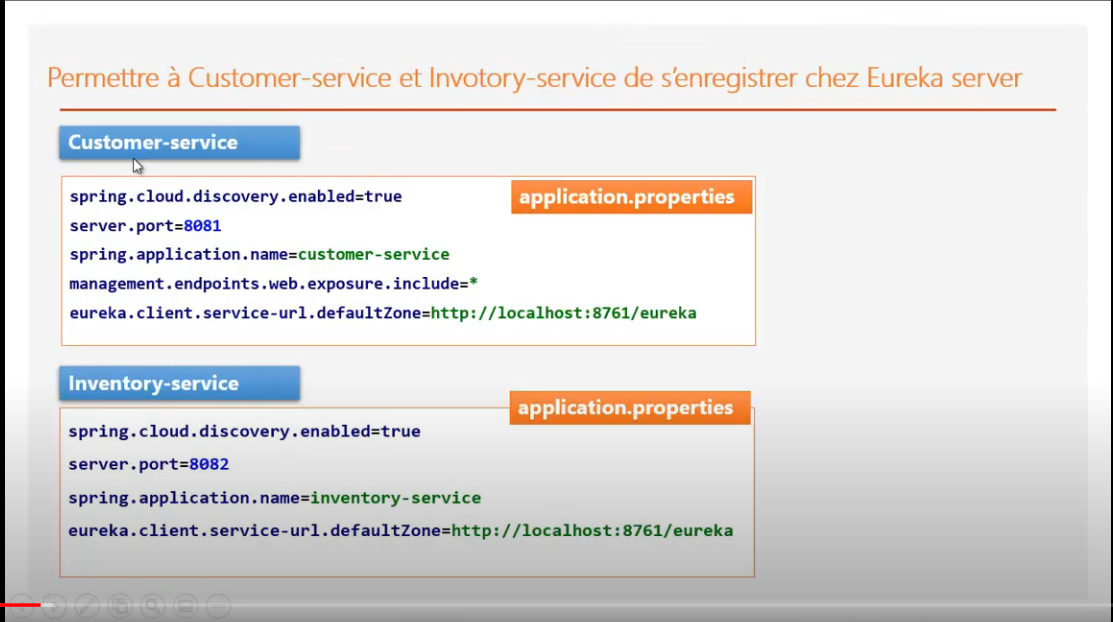 Permettre à Customer-service et Invotory-service de s’enregistrer chez Eureka server
Customer-service
application.properties
spring.cloud.discovery.enabled=true
server.port=8081
spring.application.name=customer-service
management.endpoints.web.exposure.include=*
eureka.client.service-url.defaultZone=http://localhost:8761/eureka
Inventory-service
application.properties
spring.cloud.discovery.enabled=true
server.port=8082
spring.application.name=inventory-service
eureka.client.service-url.defaultZone=http://localhost:8761/eureka